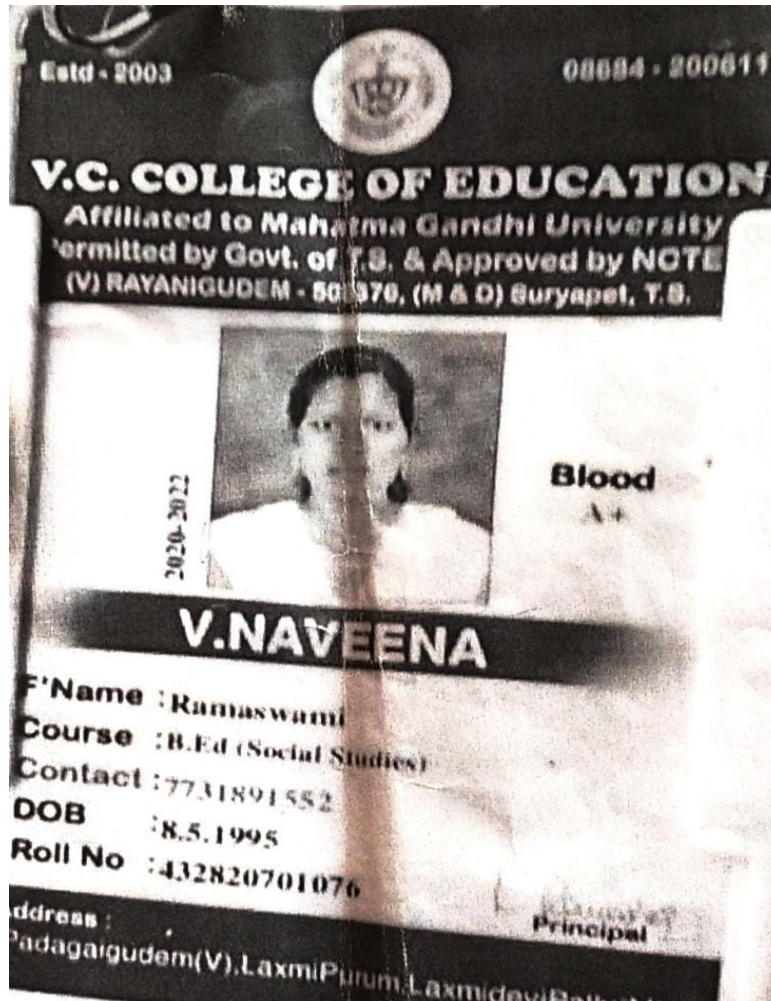 Estd - 2003
08684 - 200611
V.C. COLLEGE OF EDUCATION
Affiliated to Mahatma Gandhi University
Permitted by Govt. of T.S. & Approved by NCTE
(V) RAYANIGUDEM - 376, (M & D) Suryapet, T.S.
2020-2022
Blood
A+
V.NAVEENA
F'Name : Ramaswami
Course : B.Ed (Social Studies)
Contact : 7731891552
DOB : 8.5.1995
Roll No : 432820701076
Principal
Address :
Padagaigudem(V),LaxmiPurum,